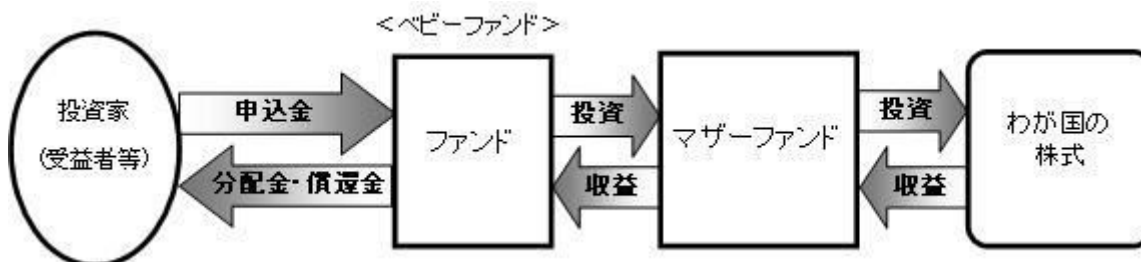 <ベビーファンド>
投資家
(受益者等)
申込金
分配金・償還金
ファンド
投資
収益
マザーファンド
投資
収益
わが国の
株式